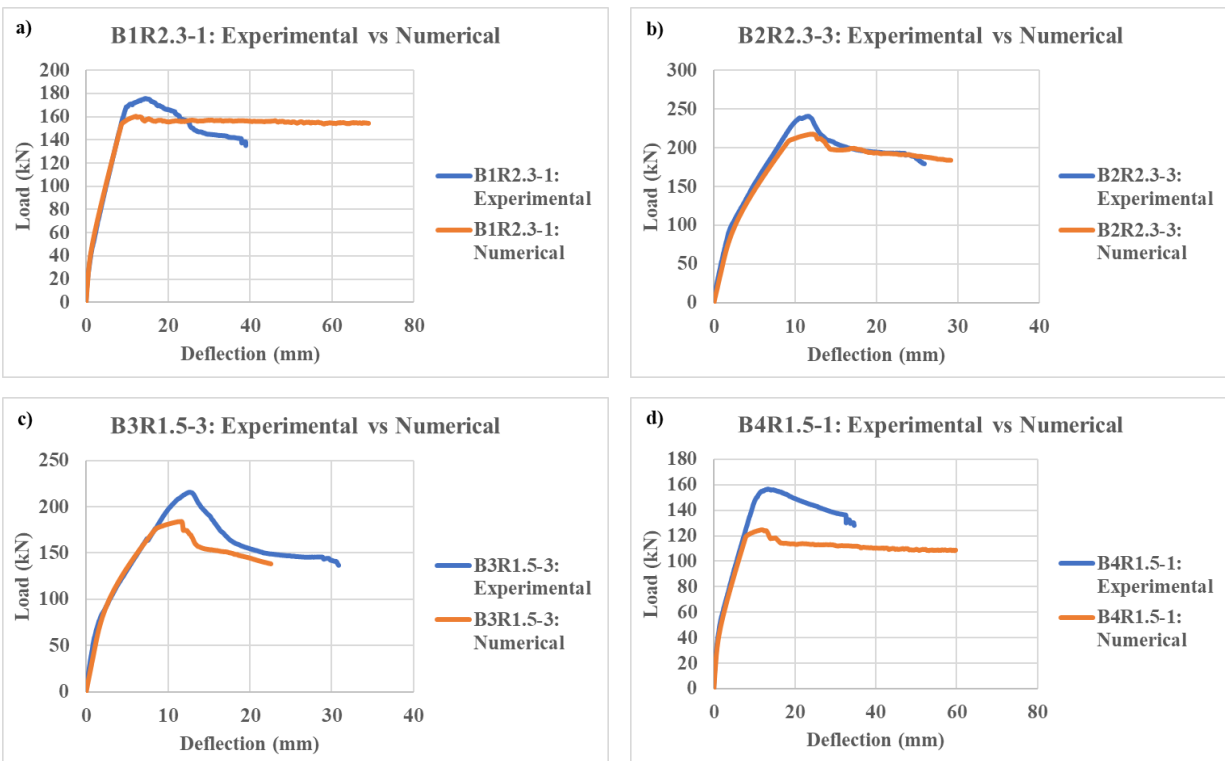 a)
B1R2.3-1: Experimental vs Numerical
200
180
160
140
120
100
80
60
40
20
0
Load (kN)
0 20 40 60 80
Deflection (mm)
B1R2.3-1:
Experimental
B1R2.3-1:
Numerical
b)
B2R2.3-3: Experimental vs Numerical
300
250
200
150
100
50
0
Load (kN)
0 10 20 30 40
Deflection (mm)
B2R2.3-3:
Experimental
B2R2.3-3:
Numerical
c)
B3R1.5-3: Experimental vs Numerical
250
200
150
100
50
0
Load (kN)
0 10 20 30 40
Deflection (mm)
B3R1.5-3:
Experimental
B3R1.5-3:
Numerical
d)
B4R1.5-1: Experimental vs Numerical
180
160
140
120
100
80
60
40
20
0
Load (kN)
0 20 40 60 80
Deflection (mm)
B4R1.5-1:
Experimental
B4R1.5-1:
Numerical